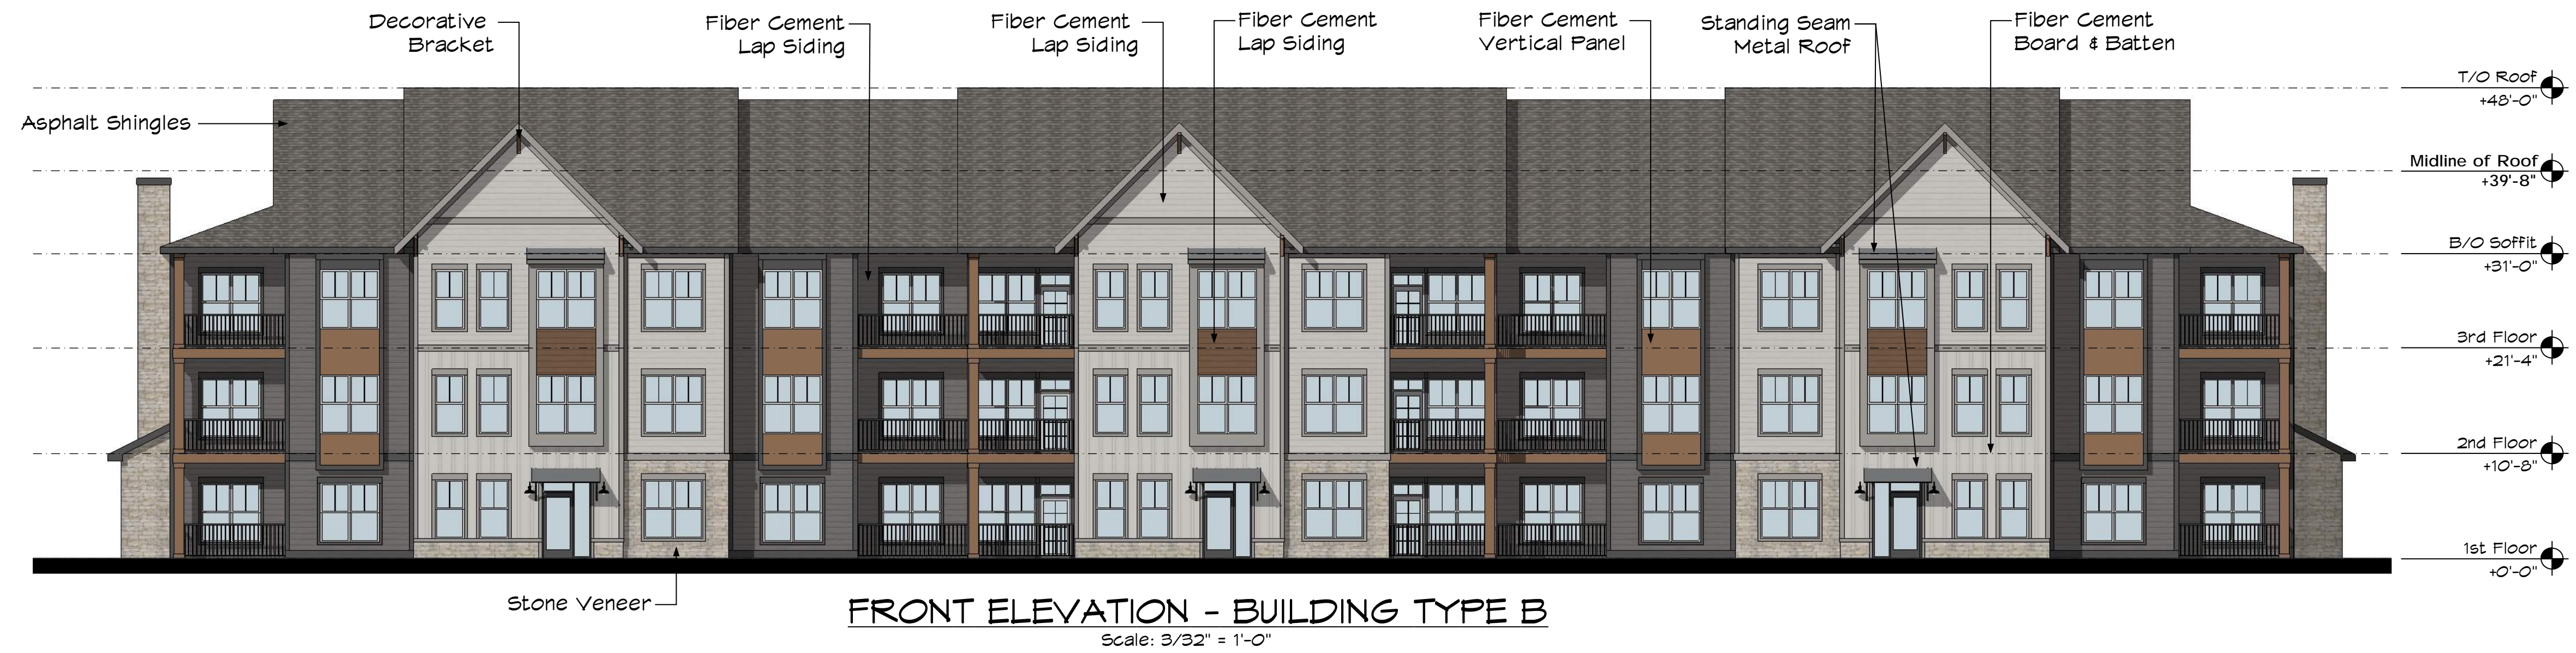 Decorative
Bracket
Fiber Cement
Lap Siding
Fiber Cement
Lap Siding
Fiber Cement
Lap Siding
Fiber Cement
Vertical Panel
Standing Seam
Metal Roof
Fiber Cement
Board & Batten
Asphalt Shingles
T/O Roof
+48'-0"
Midline of Roof
+39'-8"
B/O Soffit
+31'-0"
3rd Floor
+21'-4"
2nd Floor
+10'-8"
1st Floor
+0'-0"
Stone Veneer
FRONT ELEVATION - BUILDING TYPE B
Scale: 3/32" = 1'-0"